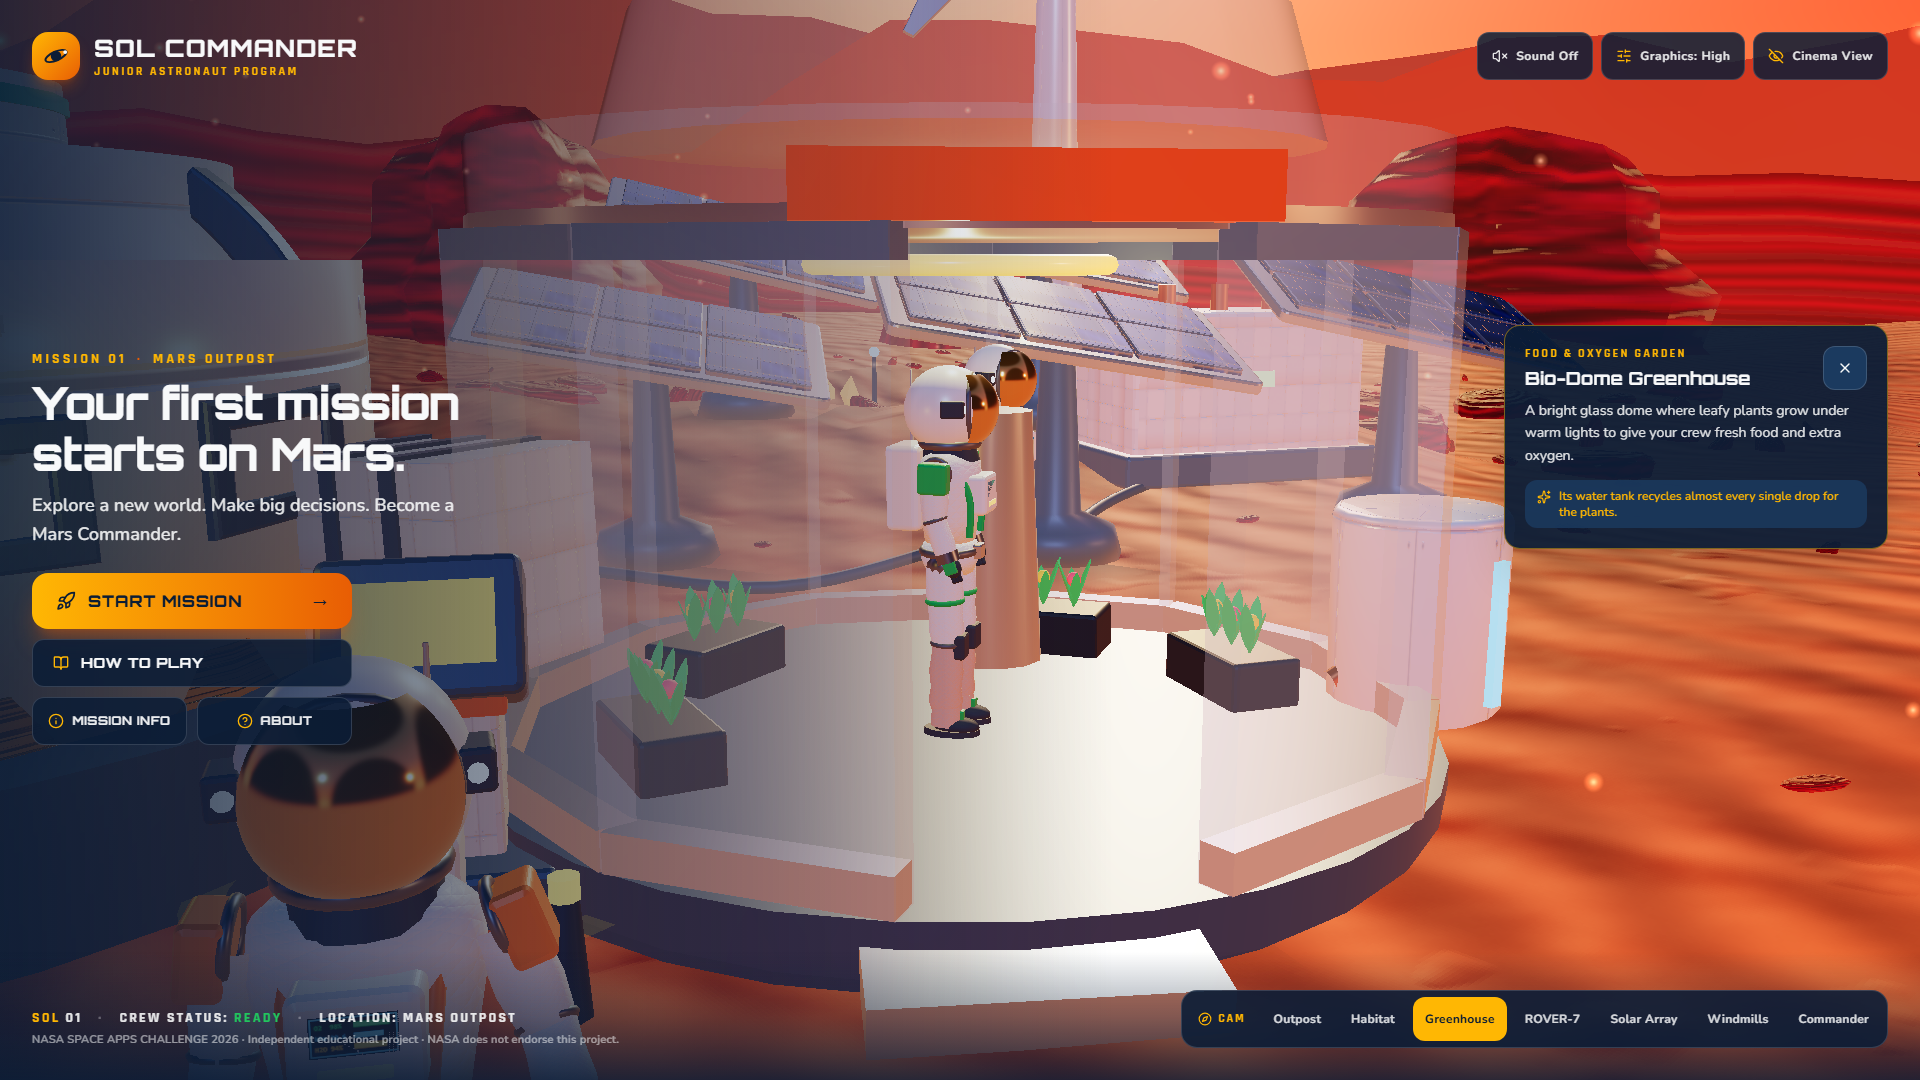 SOL COMMANDER
JUNIOR ASTRONAUT PROGRAM
Sound Off
Graphics: High
Cinema View
MISSION 01 · MARS OUTPOST
Your first mission
starts on Mars.
Explore a new world. Make big decisions. Become a
Mars Commander.
START MISSION →
HOW TO PLAY
MISSION INFO
ABOUT
FOOD & OXYGEN GARDEN
Bio-Dome Greenhouse
A bright glass dome where leafy plants grow under
warm lights to give your crew fresh food and extra
oxygen.
Its water tank recycles almost every single drop for
the plants.
SOL 01 · CREW STATUS: READY · LOCATION: MARS OUTPOST
NASA SPACE APPS CHALLENGE 2026 · Independent educational project · NASA does not endorse this project.
CAM Outpost Habitat Greenhouse ROVER-7 Solar Array Windmills Commander